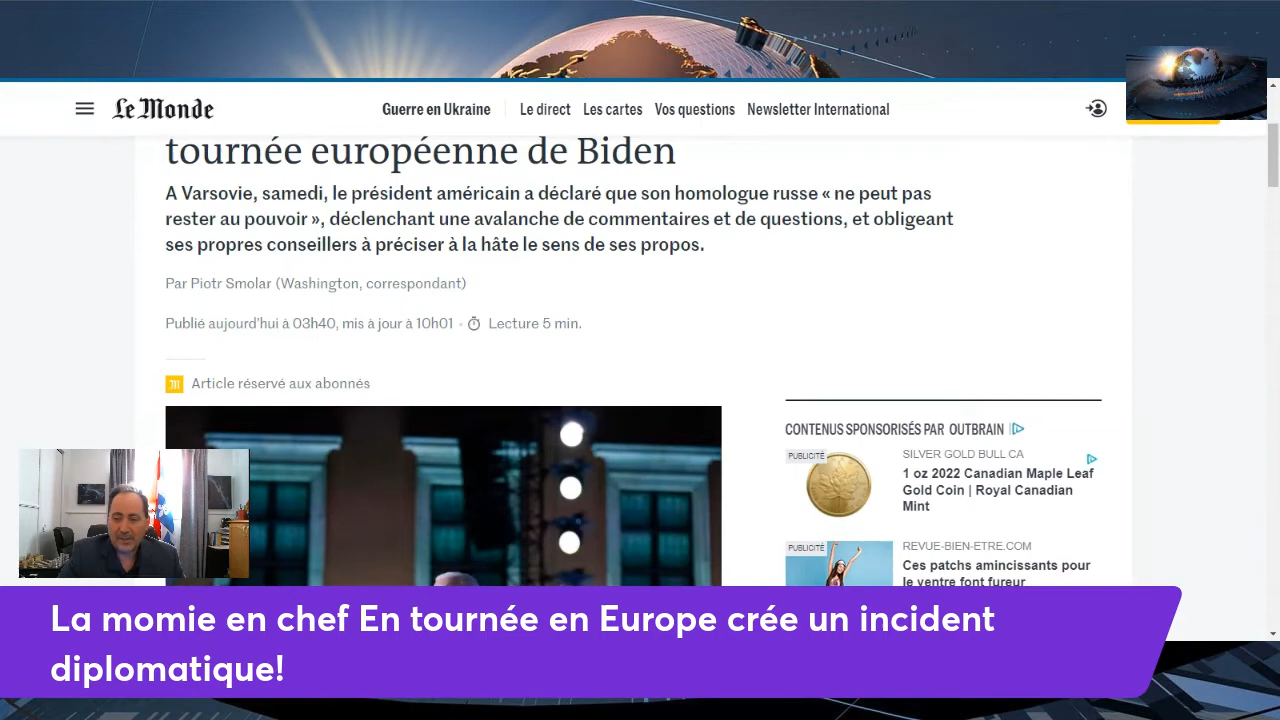 Le Monde
Guerre en Ukraine
Le direct
Les cartes
Vos questions
Newsletter International
tournée européenne de Biden
A Varsovie, samedi, le président américain a déclaré que son homologue russe « ne peut pas
rester au pouvoir », déclenchant une avalanche de commentaires et de questions, et obligeant
ses propres conseillers à préciser à la hâte le sens de ses propos.
Par Piotr Smolar (Washington, correspondant)
Publié aujourd'hui à 03h40, mis à jour à 10h01 • Lecture 5 min.
Article réservé aux abonnés
CONTENUS SPONSORISÉS PAR OUTBRAIN
PUBLICITÉ
SILVER GOLD BULL CA
1 oz 2022 Canadian Maple Leaf
Gold Coin | Royal Canadian
Mint
PUBLICITÉ
REVUE-BIEN-ETRE.COM
Ces patchs amincissants pour
le ventre font fureur
La momie en chef En tournée en Europe crée un incident
diplomatique!